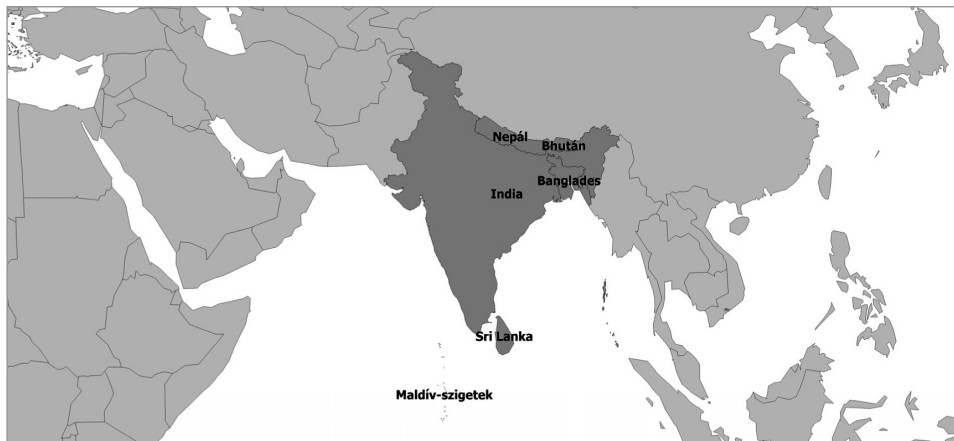 Nepál
Bhután
Banglades
India
Sri Lanka
Maldív-szigetek